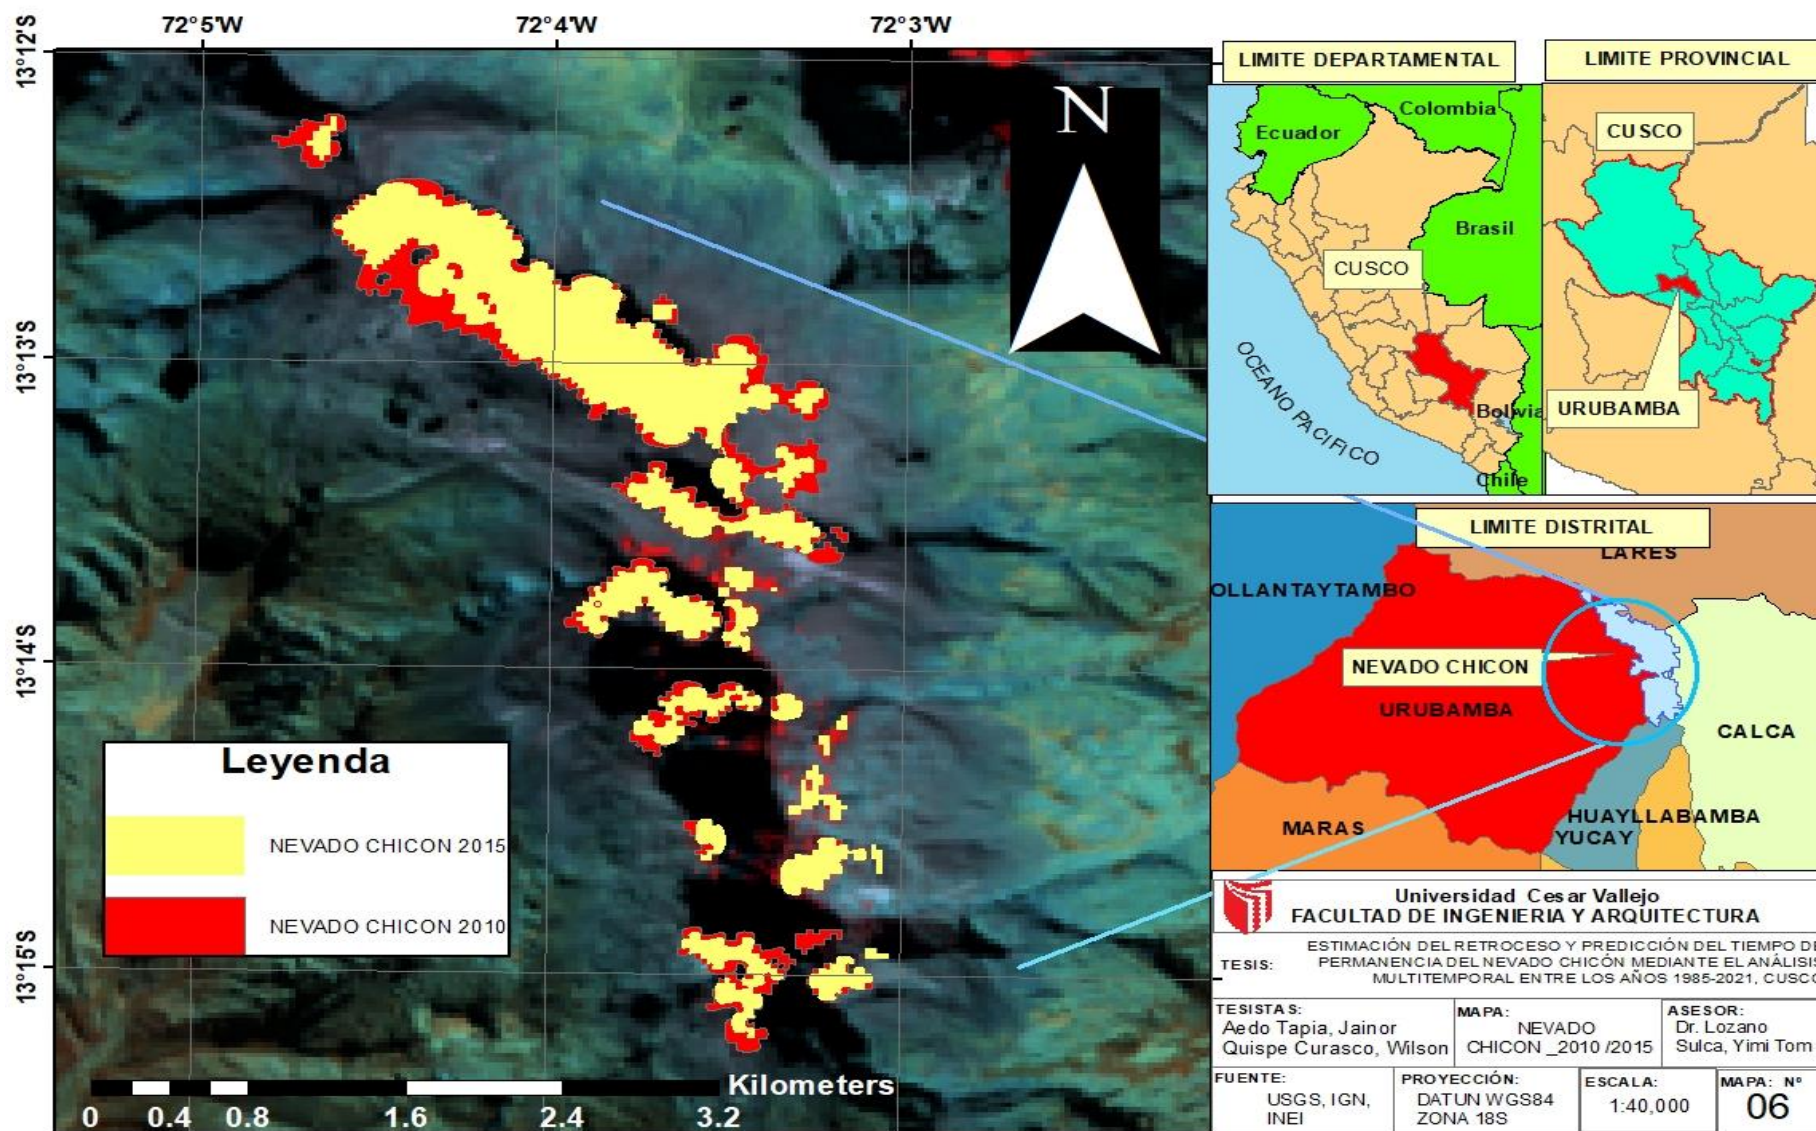 72°5'W
72°4'W
72°3'W
13°12'S
13°13'S
13°14'S
13°15'S
N
Leyenda
NEVADO CHICON 2015
NEVADO CHICON 2010
Kilometers
0 0.4 0.8 1.6 2.4 3.2
LIMITE DEPARTAMENTAL
Colombia
Ecuador
Brasil
CUSCO
OCEANO PACIFICO
Bolivia
Chile
LIMITE PROVINCIAL
CUSCO
URUBAMBA
LIMITE DISTRITAL
LARES
OLLANTAYTAMBO
NEVADO CHICON
URUBAMBA
CALCA
MARAS
HUAYLLABAMBA
YUCAY
Universidad Cesar Vallejo
FACULTAD DE INGENIERIA Y ARQUITECTURA
TESIS:
ESTIMACIÓN DEL RETROCESO Y PREDICCIÓN DEL TIEMPO DE
PERMANENCIA DEL NEVADO CHICÓN MEDIANTE EL ANÁLISIS
MULTITEMPORAL ENTRE LOS AÑOS 1985-2021, CUSCO
TESISTAS:
Aedo Tapia, Jainor
Quispe Curasco, Wilson
MAPA:
NEVADO
CHICON _2010 /2015
ASESOR:
Dr. Lozano
Sulca, Yimi Tom
FUENTE:
USGS, IGN,
INEI
PROYECCIÓN:
DATUN WGS84
ZONA 18S
ESCALA:
1:40,000
MAPA: Nº
06